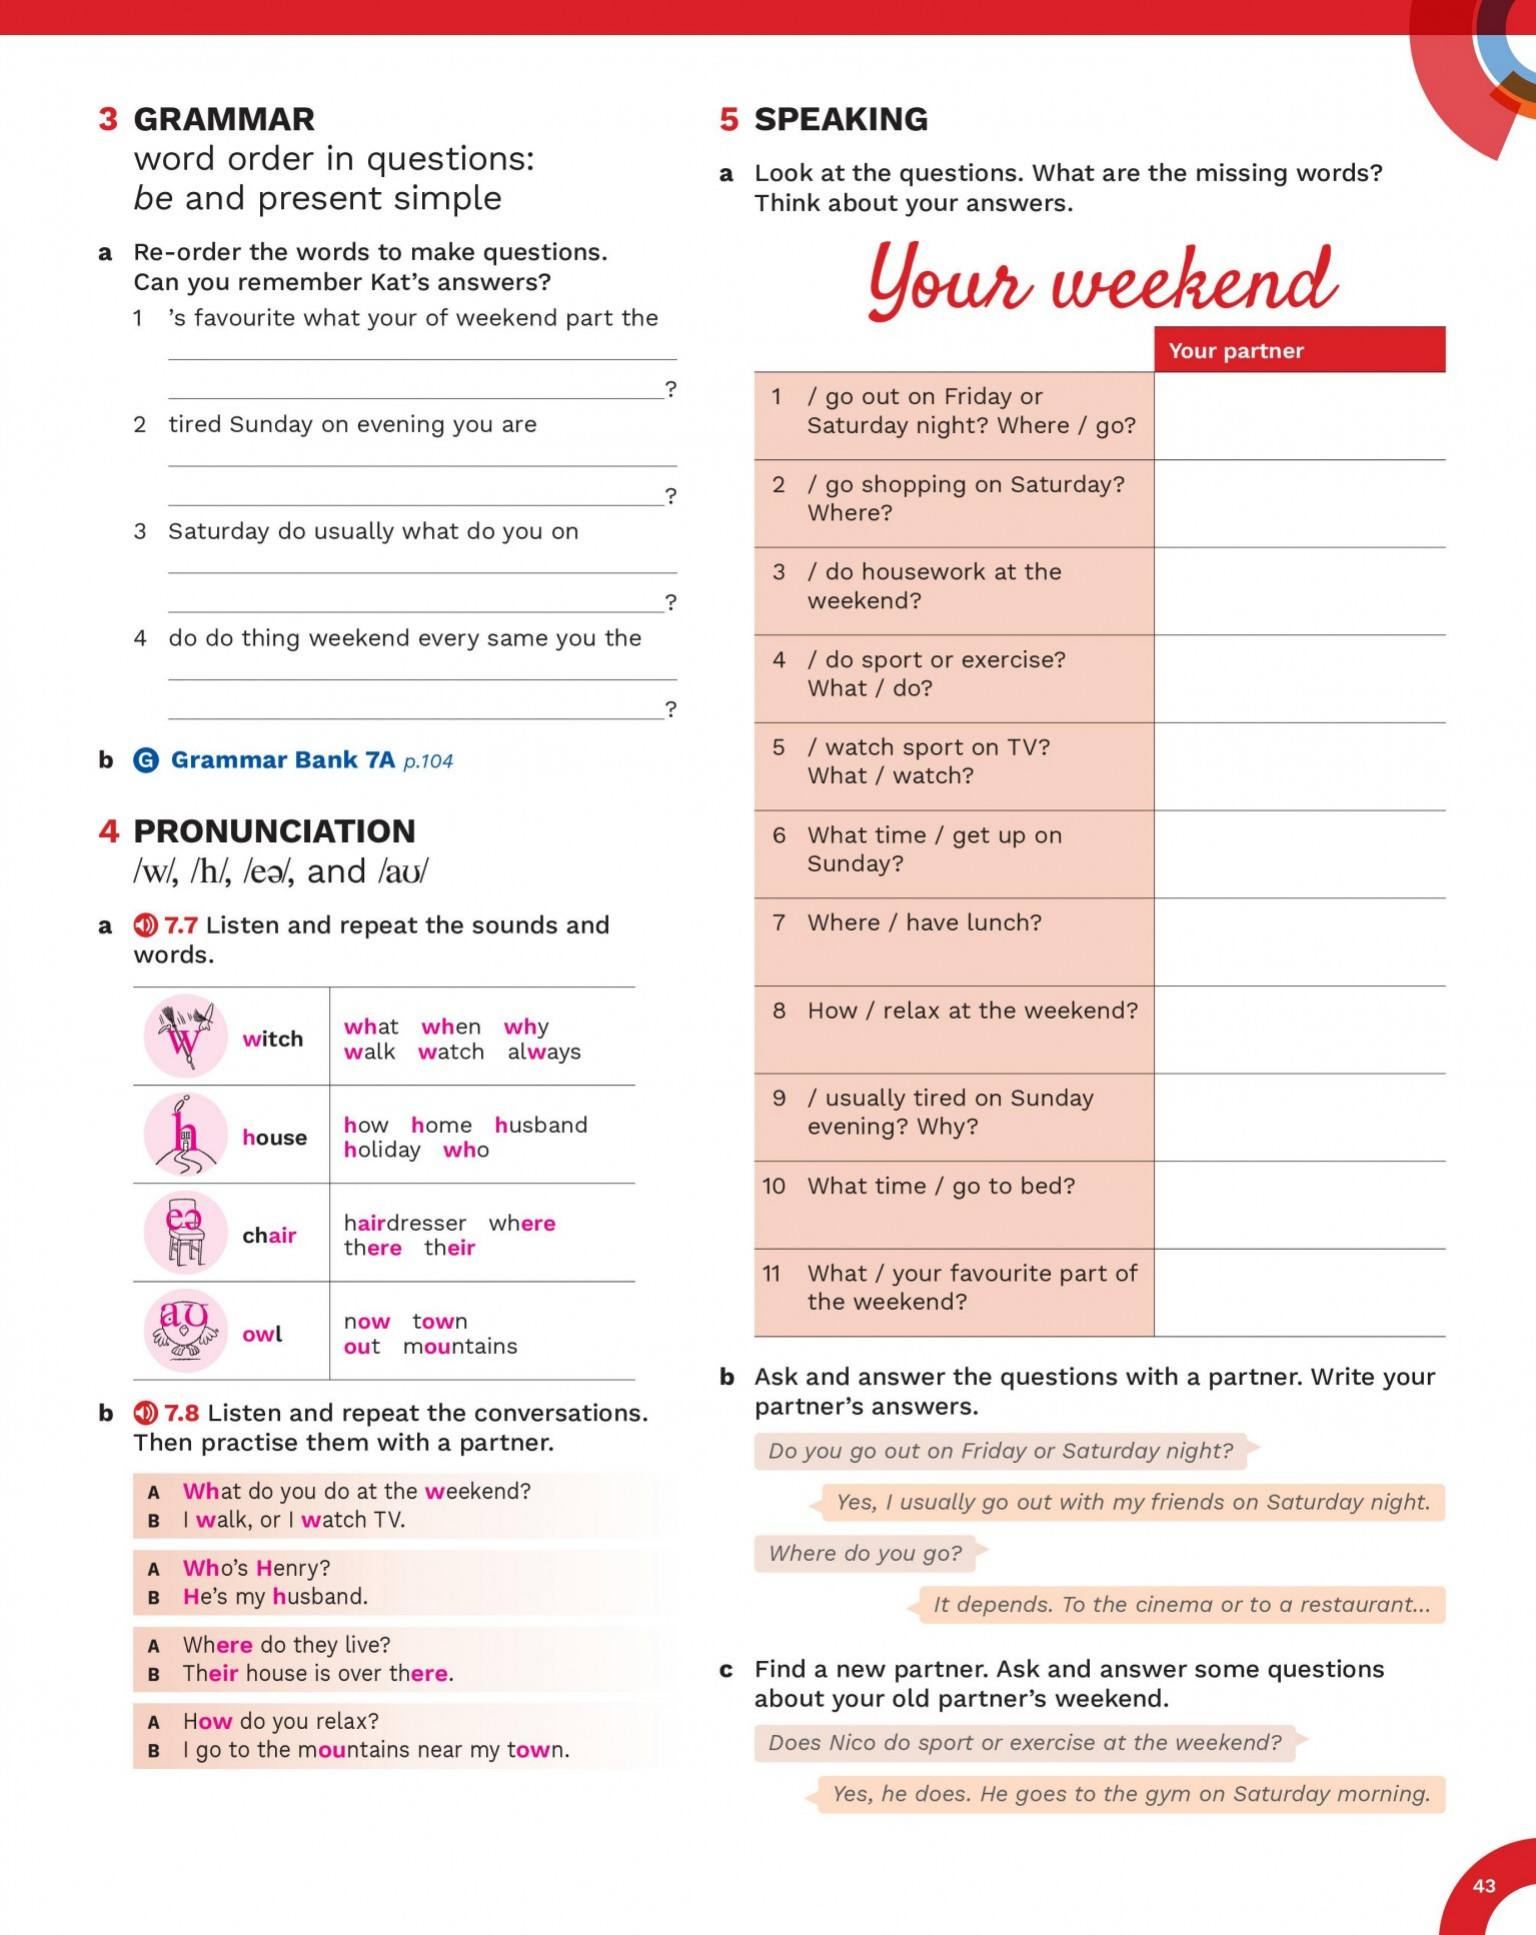 3 GRAMMAR
word order in questions:
be and present simple
a Re-order the words to make questions.
Can you remember Kat's answers?
1 's favourite what your of weekend part the
?
2 tired Sunday on evening you are
?
3 Saturday do usually what do you on
?
4 do do thing weekend every same you the
?
b G Grammar Bank 7A p.104
4 PRONUNCIATION
/w/, /h/, /eə/, and /aʊ/
a 7.7 Listen and repeat the sounds and
words.
w
witch
what when why
walk watch always
h
house
how home husband
holiday who
eə
chair
hairdresser where
there their
aʊ
owl
now town
out mountains
b 7.8 Listen and repeat the conversations.
Then practise them with a partner.
A What do you do at the weekend?
B I walk, or I watch TV.
A Who's Henry?
B He's my husband.
A Where do they live?
B Their house is over there.
A How do you relax?
B I go to the mountains near my town.
5 SPEAKING
a Look at the questions. What are the missing words?
Think about your answers.
Your weekend
Your partner
1 / go out on Friday or
Saturday night? Where / go?
2 / go shopping on Saturday?
Where?
3 / do housework at the
weekend?
4 / do sport or exercise?
What / do?
5 / watch sport on TV?
What / watch?
6 What time / get up on
Sunday?
7 Where / have lunch?
8 How / relax at the weekend?
9 / usually tired on Sunday
evening? Why?
10 What time / go to bed?
11 What / your favourite part of
the weekend?
b Ask and answer the questions with a partner. Write your
partner's answers.
Do you go out on Friday or Saturday night?
Yes, I usually go out with my friends on Saturday night.
Where do you go?
It depends. To the cinema or to a restaurant...
c Find a new partner. Ask and answer some questions
about your old partner's weekend.
Does Nico do sport or exercise at the weekend?
Yes, he does. He goes to the gym on Saturday morning.
43